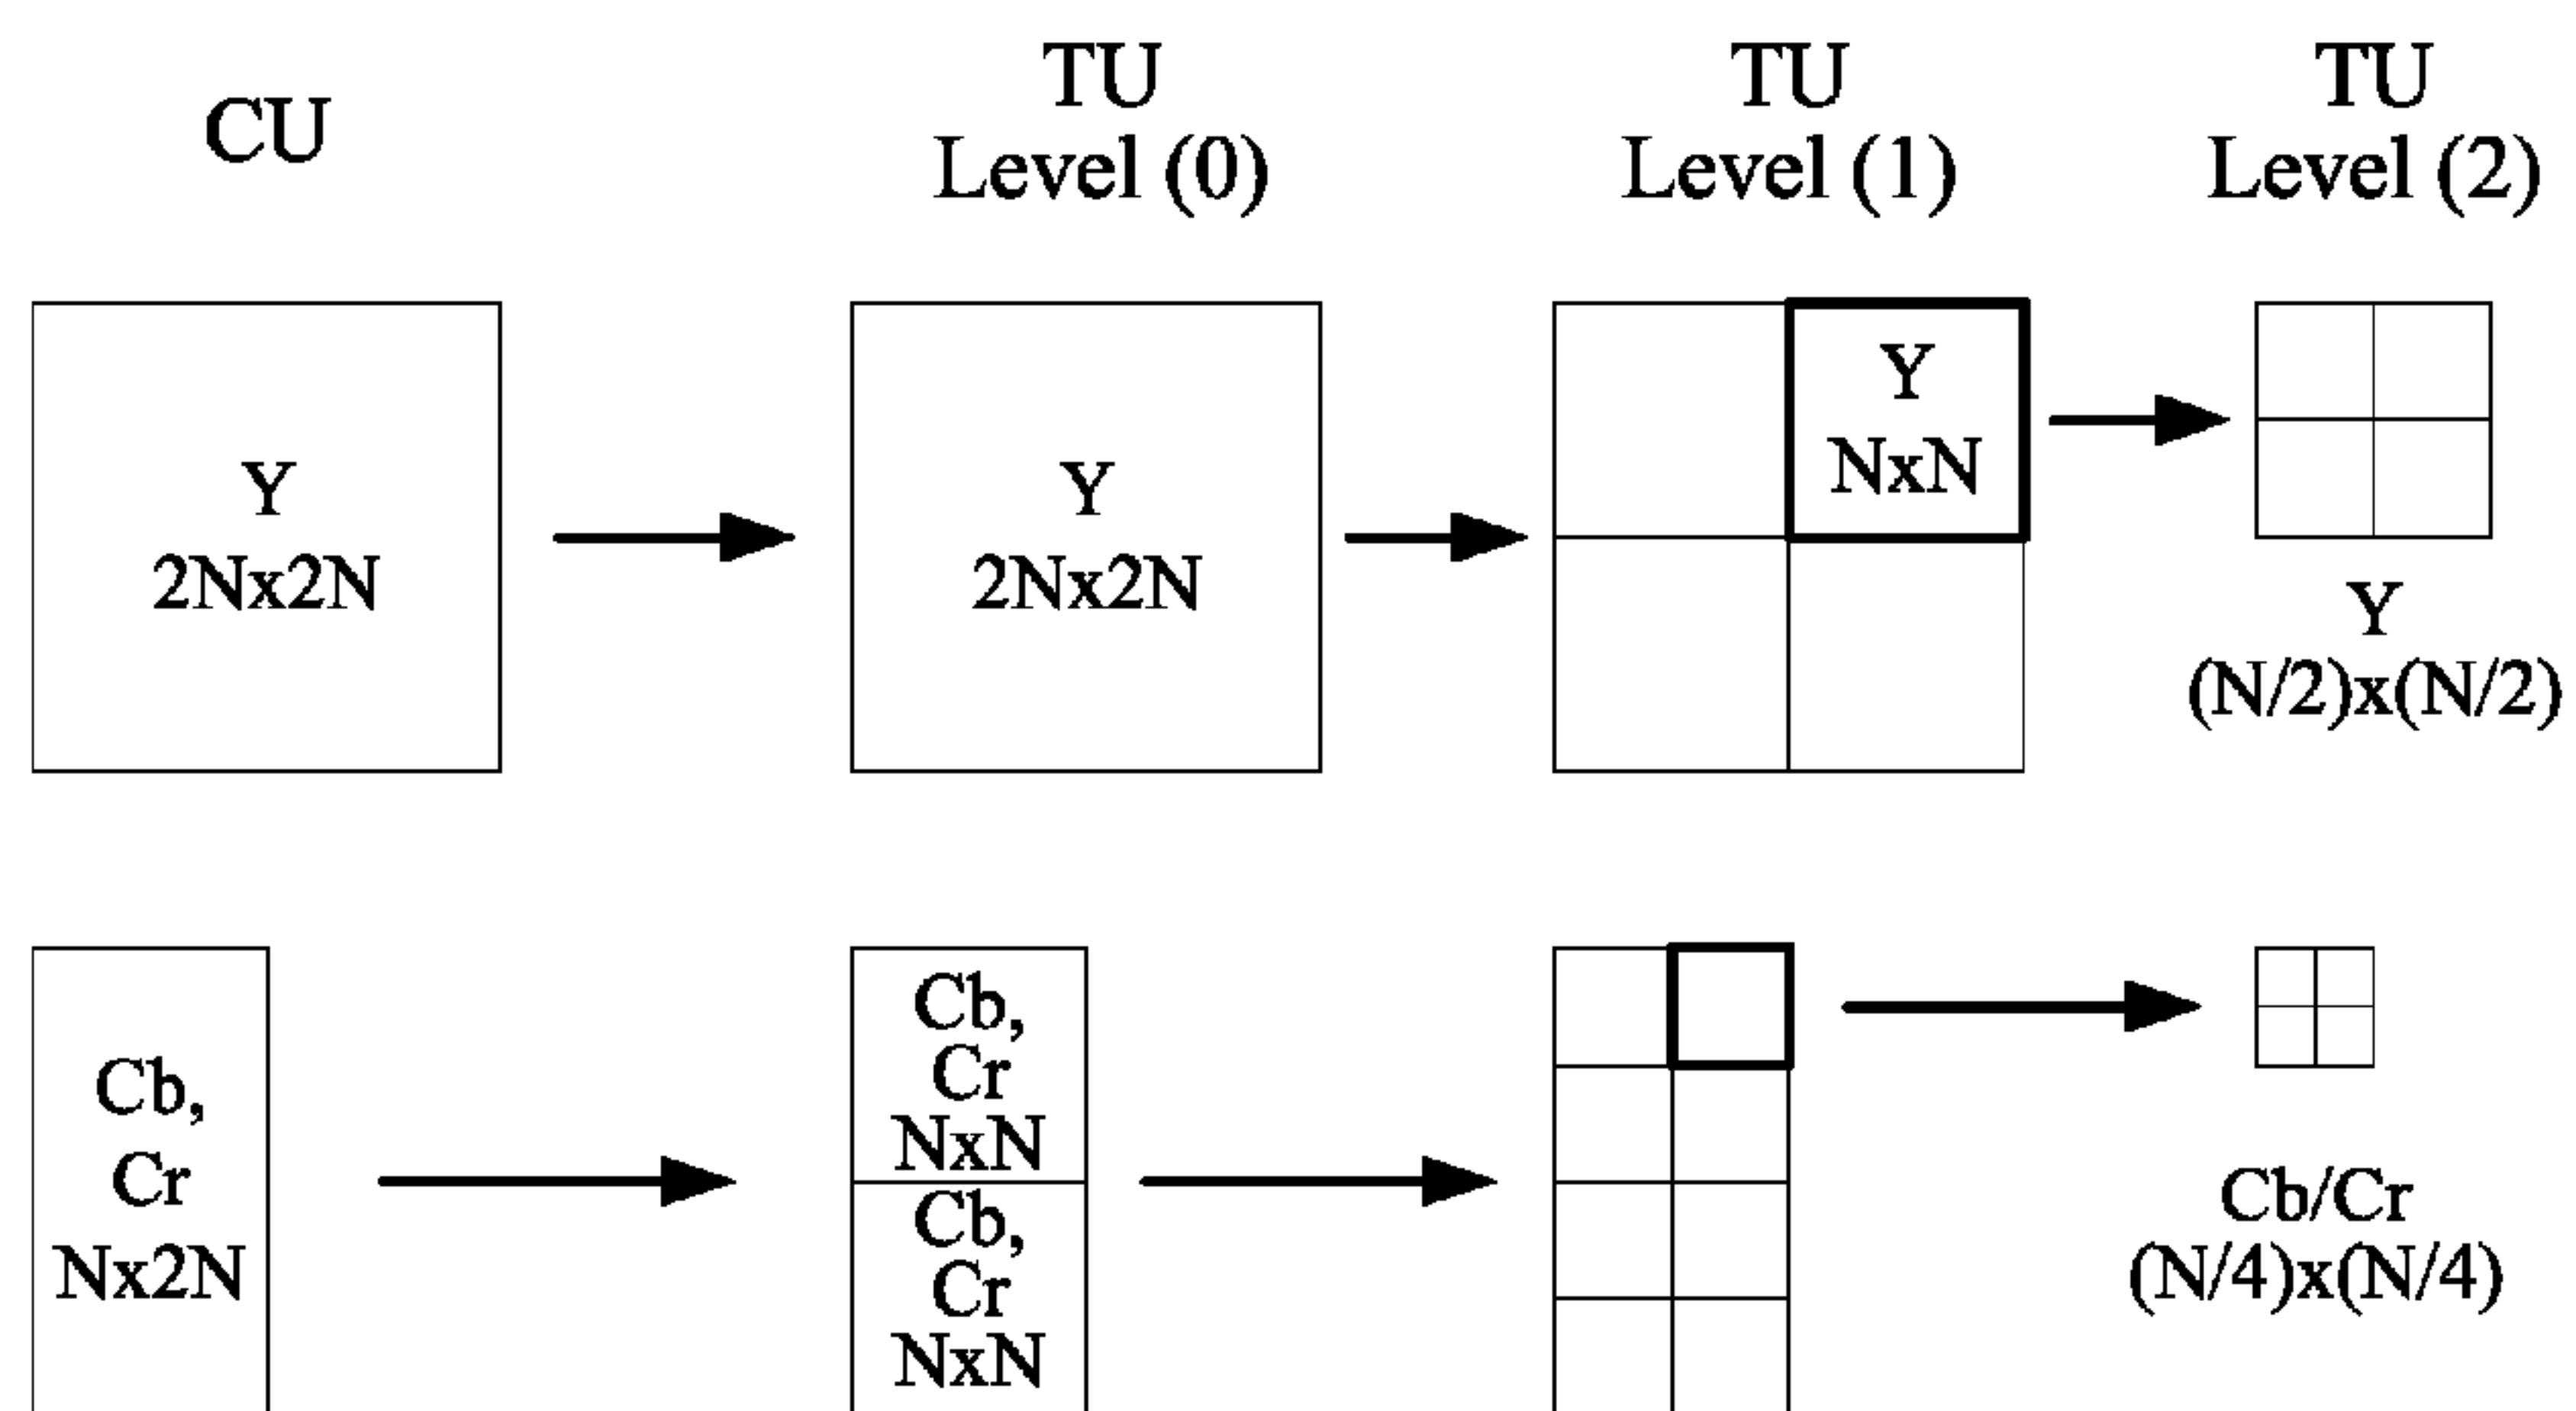 CU
TU
Level (0)
TU
Level (1)
TU
Level (2)
Y
2Nx2N
Y
2Nx2N
Y
NxN
Y
(N/2)x(N/2)
Cb,
Cr
Nx2N
Cb,
Cr
NxN
Cb,
Cr
NxN
Cb/Cr
(N/4)x(N/4)